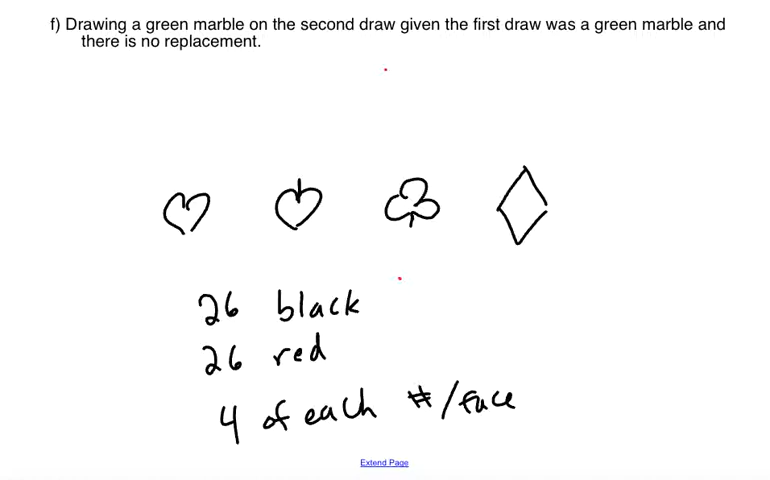 f) Drawing a green marble on the second draw given the first draw was a green marble and
there is no replacement.
26 black
26 red
4 of each #/face
Extend Page